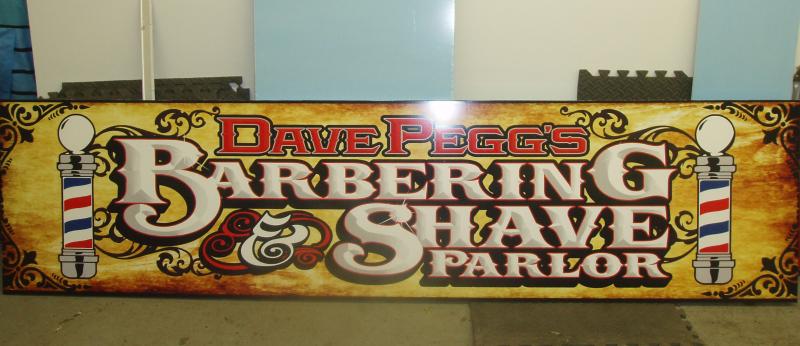 DAVE PEGG'S
BARBERING
& SHAVE
PARLOR